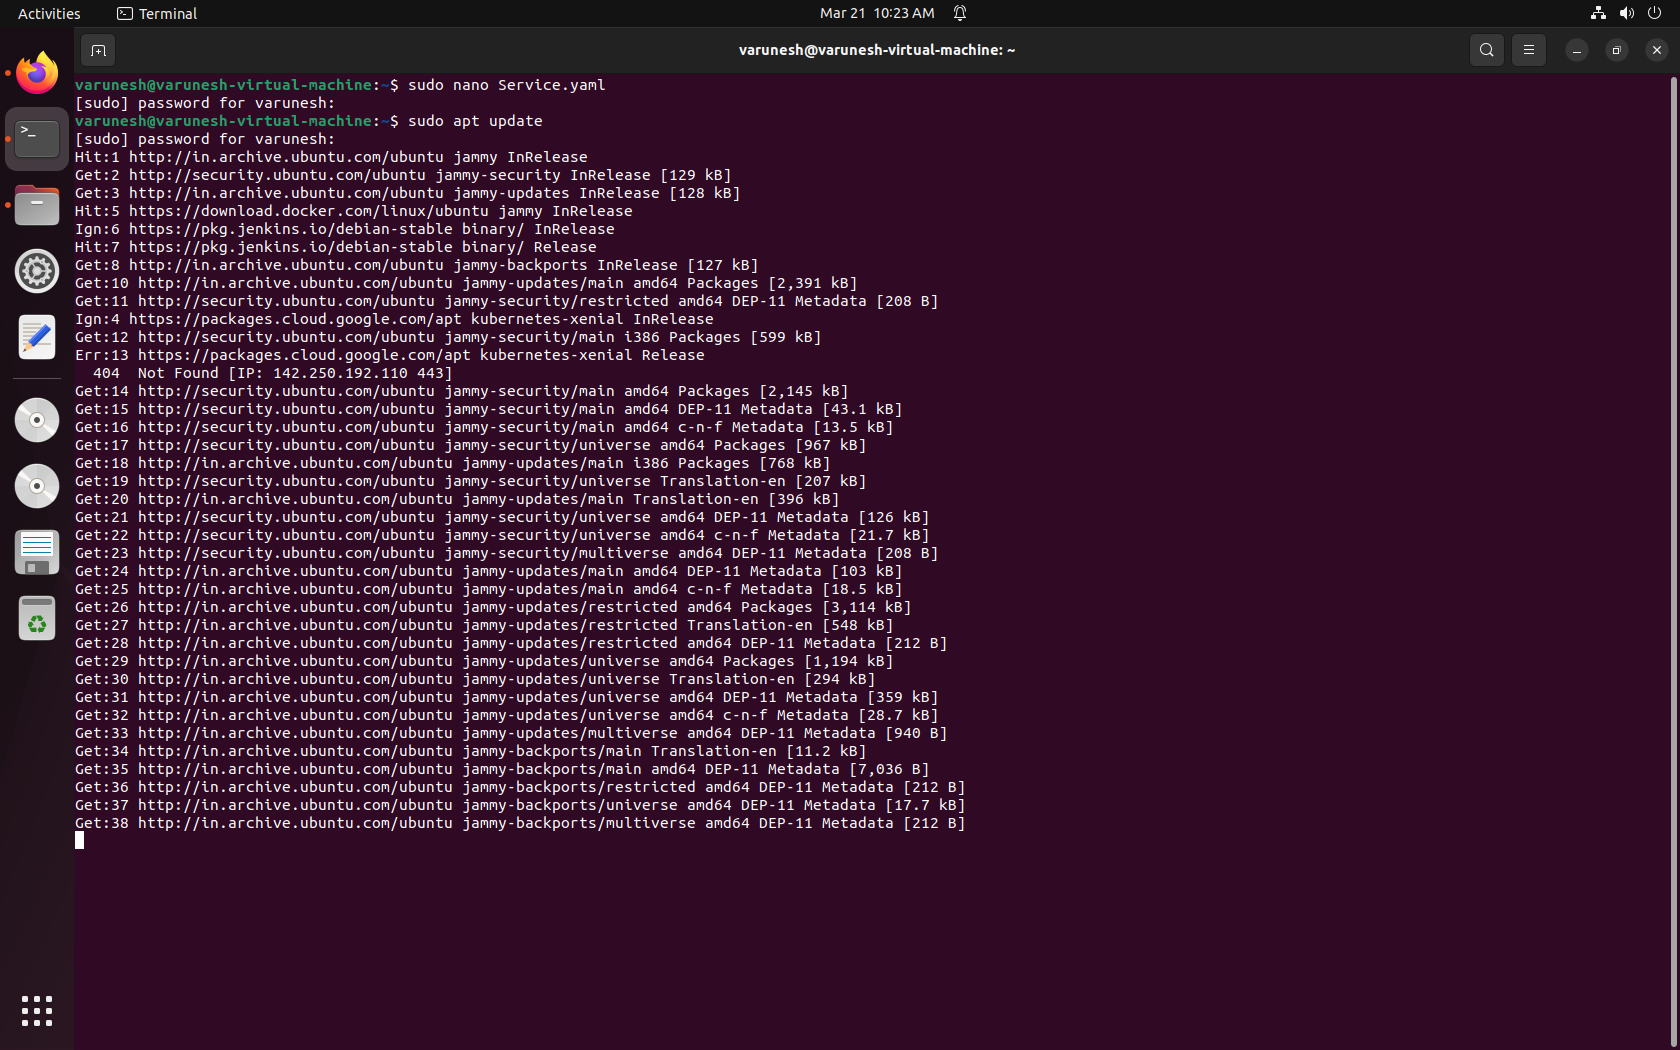 Activities
Terminal
Mar 21 10:23 AM
varunesh@varunesh-virtual-machine: ~
varunesh@varunesh-virtual-machine:~$ sudo nano Service.yaml
[sudo] password for varunesh:
varunesh@varunesh-virtual-machine:~$ sudo apt update
[sudo] password for varunesh:
Hit:1 http://in.archive.ubuntu.com/ubuntu jammy InRelease
Get:2 http://security.ubuntu.com/ubuntu jammy-security InRelease [129 kB]
Get:3 http://in.archive.ubuntu.com/ubuntu jammy-updates InRelease [128 kB]
Hit:5 https://download.docker.com/linux/ubuntu jammy InRelease
Ign:6 https://pkg.jenkins.io/debian-stable binary/ InRelease
Hit:7 https://pkg.jenkins.io/debian-stable binary/ Release
Get:8 http://in.archive.ubuntu.com/ubuntu jammy-backports InRelease [127 kB]
Get:10 http://in.archive.ubuntu.com/ubuntu jammy-updates/main amd64 Packages [2,391 kB]
Get:11 http://security.ubuntu.com/ubuntu jammy-security/restricted amd64 DEP-11 Metadata [208 B]
Ign:4 https://packages.cloud.google.com/apt kubernetes-xenial InRelease
Get:12 http://security.ubuntu.com/ubuntu jammy-security/main i386 Packages [599 kB]
Err:13 https://packages.cloud.google.com/apt kubernetes-xenial Release
  404  Not Found [IP: 142.250.192.110 443]
Get:14 http://security.ubuntu.com/ubuntu jammy-security/main amd64 Packages [2,145 kB]
Get:15 http://security.ubuntu.com/ubuntu jammy-security/main amd64 DEP-11 Metadata [43.1 kB]
Get:16 http://security.ubuntu.com/ubuntu jammy-security/main amd64 c-n-f Metadata [13.5 kB]
Get:17 http://security.ubuntu.com/ubuntu jammy-security/universe amd64 Packages [967 kB]
Get:18 http://in.archive.ubuntu.com/ubuntu jammy-updates/main i386 Packages [768 kB]
Get:19 http://security.ubuntu.com/ubuntu jammy-security/universe Translation-en [207 kB]
Get:20 http://in.archive.ubuntu.com/ubuntu jammy-updates/main Translation-en [396 kB]
Get:21 http://security.ubuntu.com/ubuntu jammy-security/universe amd64 DEP-11 Metadata [126 kB]
Get:22 http://security.ubuntu.com/ubuntu jammy-security/universe amd64 c-n-f Metadata [21.7 kB]
Get:23 http://security.ubuntu.com/ubuntu jammy-security/multiverse amd64 DEP-11 Metadata [208 B]
Get:24 http://in.archive.ubuntu.com/ubuntu jammy-updates/main amd64 DEP-11 Metadata [103 kB]
Get:25 http://in.archive.ubuntu.com/ubuntu jammy-updates/main amd64 c-n-f Metadata [18.5 kB]
Get:26 http://in.archive.ubuntu.com/ubuntu jammy-updates/restricted amd64 Packages [3,114 kB]
Get:27 http://in.archive.ubuntu.com/ubuntu jammy-updates/restricted Translation-en [548 kB]
Get:28 http://in.archive.ubuntu.com/ubuntu jammy-updates/restricted amd64 DEP-11 Metadata [212 B]
Get:29 http://in.archive.ubuntu.com/ubuntu jammy-updates/universe amd64 Packages [1,194 kB]
Get:30 http://in.archive.ubuntu.com/ubuntu jammy-updates/universe Translation-en [294 kB]
Get:31 http://in.archive.ubuntu.com/ubuntu jammy-updates/universe amd64 DEP-11 Metadata [359 kB]
Get:32 http://in.archive.ubuntu.com/ubuntu jammy-updates/universe amd64 c-n-f Metadata [28.7 kB]
Get:33 http://in.archive.ubuntu.com/ubuntu jammy-updates/multiverse amd64 DEP-11 Metadata [940 B]
Get:34 http://in.archive.ubuntu.com/ubuntu jammy-backports/main Translation-en [11.2 kB]
Get:35 http://in.archive.ubuntu.com/ubuntu jammy-backports/main amd64 DEP-11 Metadata [7,036 B]
Get:36 http://in.archive.ubuntu.com/ubuntu jammy-backports/restricted amd64 DEP-11 Metadata [212 B]
Get:37 http://in.archive.ubuntu.com/ubuntu jammy-backports/universe amd64 DEP-11 Metadata [17.7 kB]
Get:38 http://in.archive.ubuntu.com/ubuntu jammy-backports/multiverse amd64 DEP-11 Metadata [212 B]